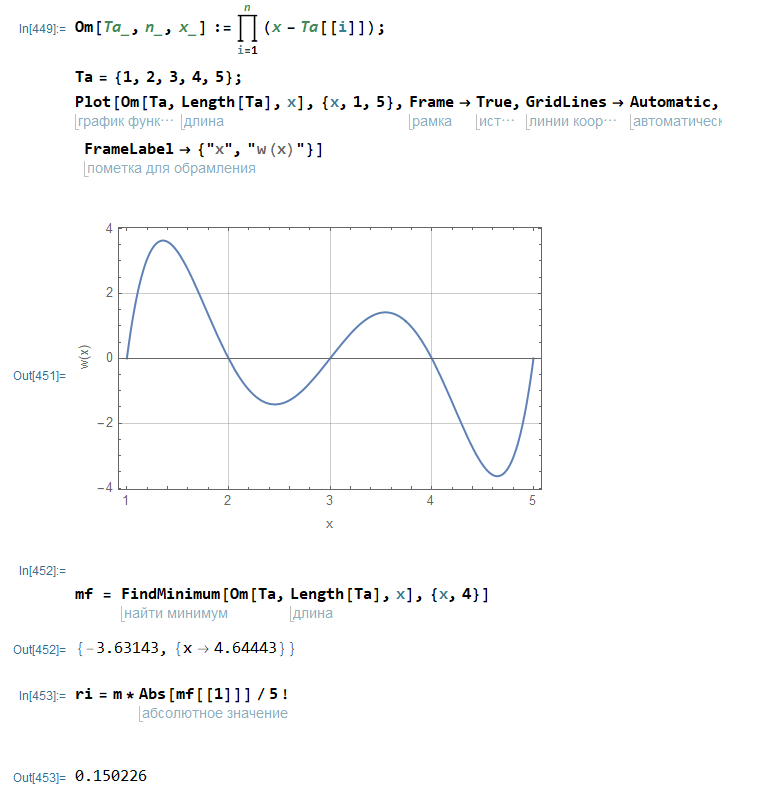 n
In[449]:= Om[Ta_, n_, x_] := ∏ (x - Ta[[i]]);
i=1
Ta = {1, 2, 3, 4, 5};
Plot[Om[Ta, Length[Ta], x], {x, 1, 5}, Frame → True, GridLines → Automatic,
график функ… длина рамка ист… линии коор… автоматическ
FrameLabel → {"x", "w(x)"}]
пометка для обрамления
4
2
Out[451]= w(x) 0
-2
-4
1 2 3 4 5
x
In[452]:=
mf = FindMinimum[Om[Ta, Length[Ta], x], {x, 4}]
найти минимум длина
Out[452]= {-3.63143, {x → 4.64443}}
In[453]:= ri = m * Abs[mf[[1]]] / 5!
абсолютное значение
Out[453]= 0.150226